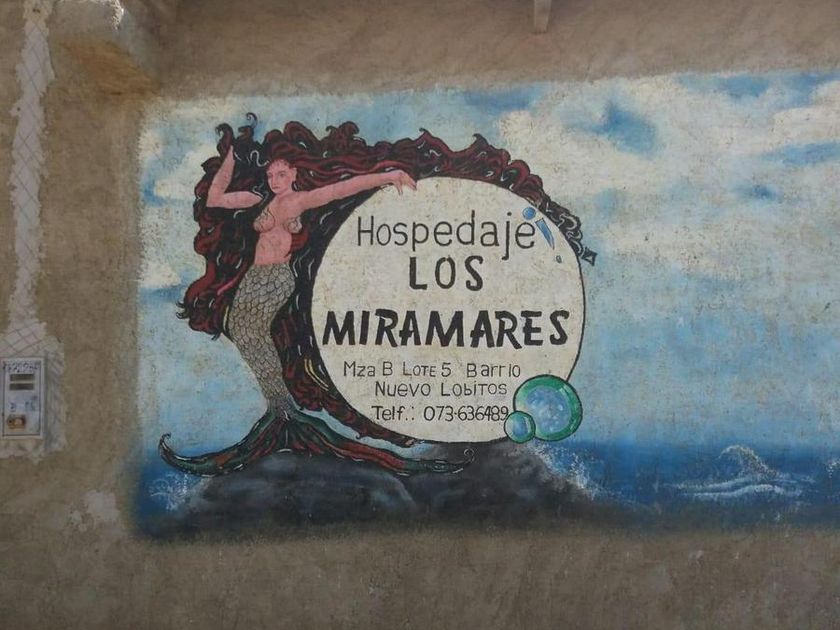 Hospedaje
LOS
MIRAMARES
Mza B LOTE 5 Barrio
NUEVO LObitos
Telf.: 073-636489